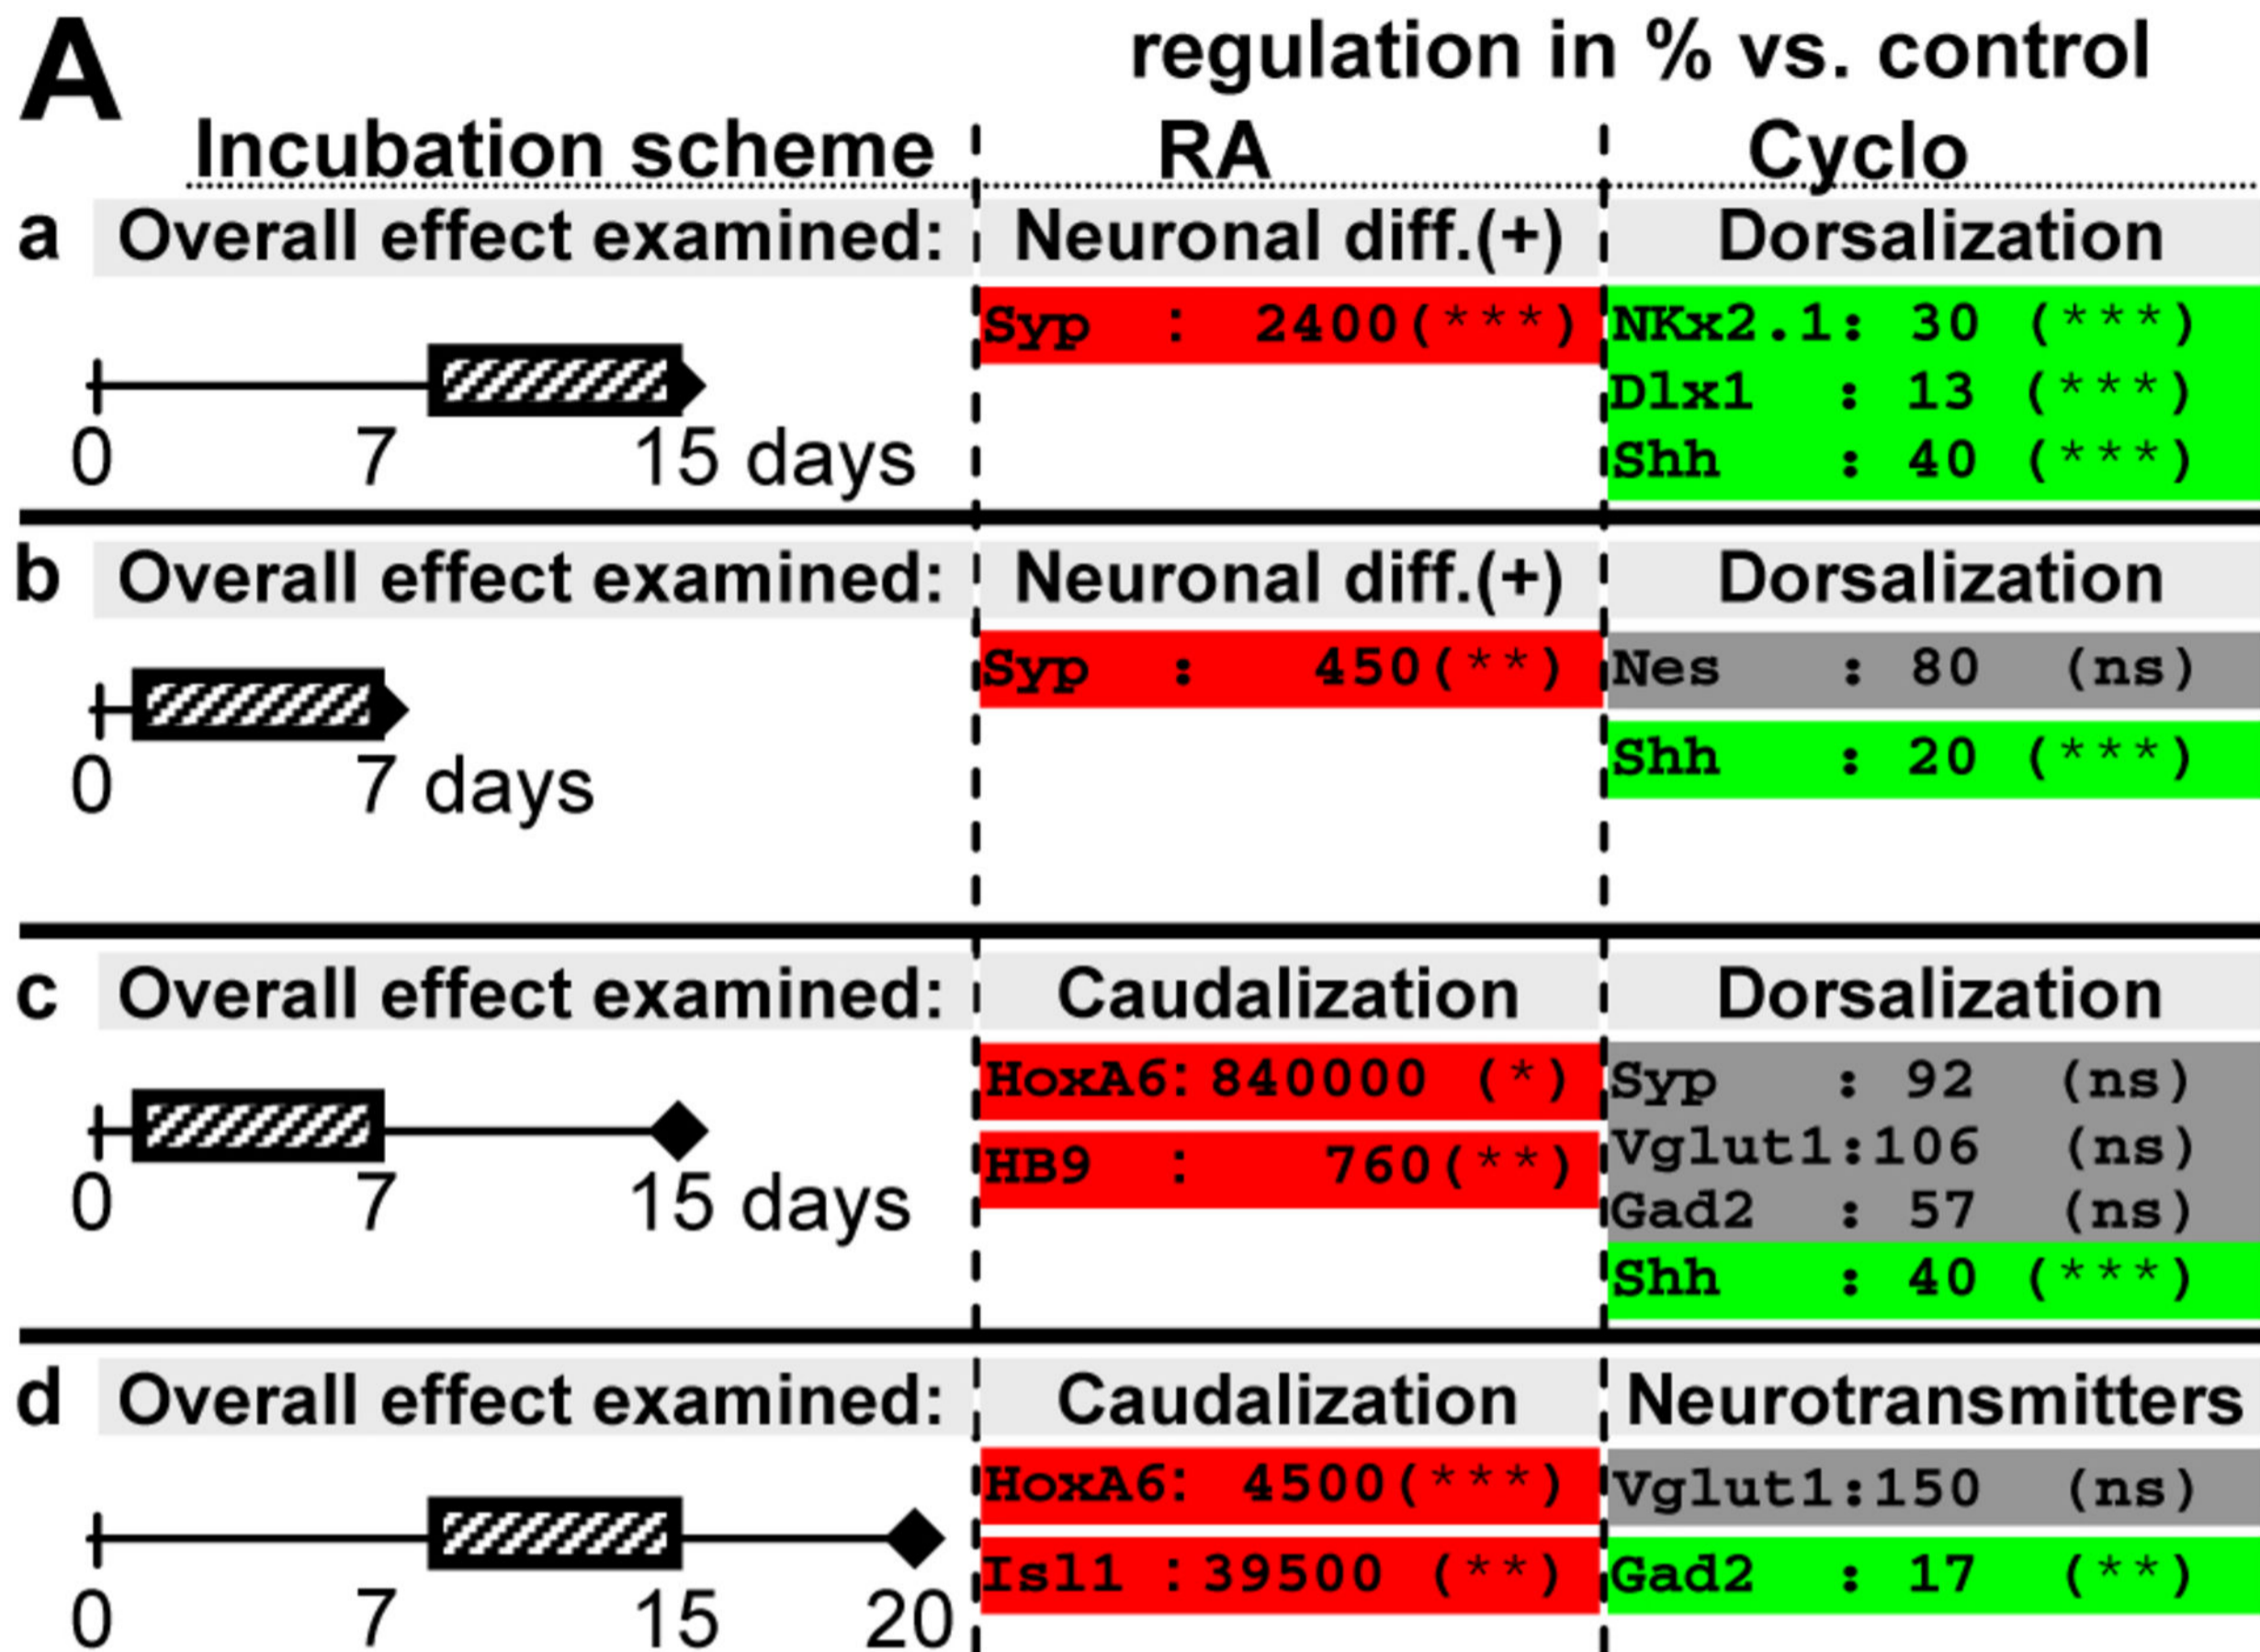 A
regulation in % vs. control
Incubation scheme RA Cyclo
a Overall effect examined: Neuronal diff.(+) Dorsalization
Syp : 2400(***) NKx2.1: 30 (***)
Dlx1 : 13 (***)
0 7 15 days Shh : 40 (***)
b Overall effect examined: Neuronal diff.(+) Dorsalization
Syp : 450(**) Nes : 80 (ns)
0 7 days Shh : 20 (***)
c Overall effect examined: Caudalization Dorsalization
HoxA6: 840000 (*) Syp : 92 (ns)
HB9 : 760(**) Vglut1:106 (ns)
0 7 15 days Gad2 : 57 (ns)
Shh : 40 (***)
d Overall effect examined: Caudalization Neurotransmitters
HoxA6: 4500(***) Vglut1:150 (ns)
Isl1 :39500 (**) Gad2 : 17 (**)
0 7 15 20